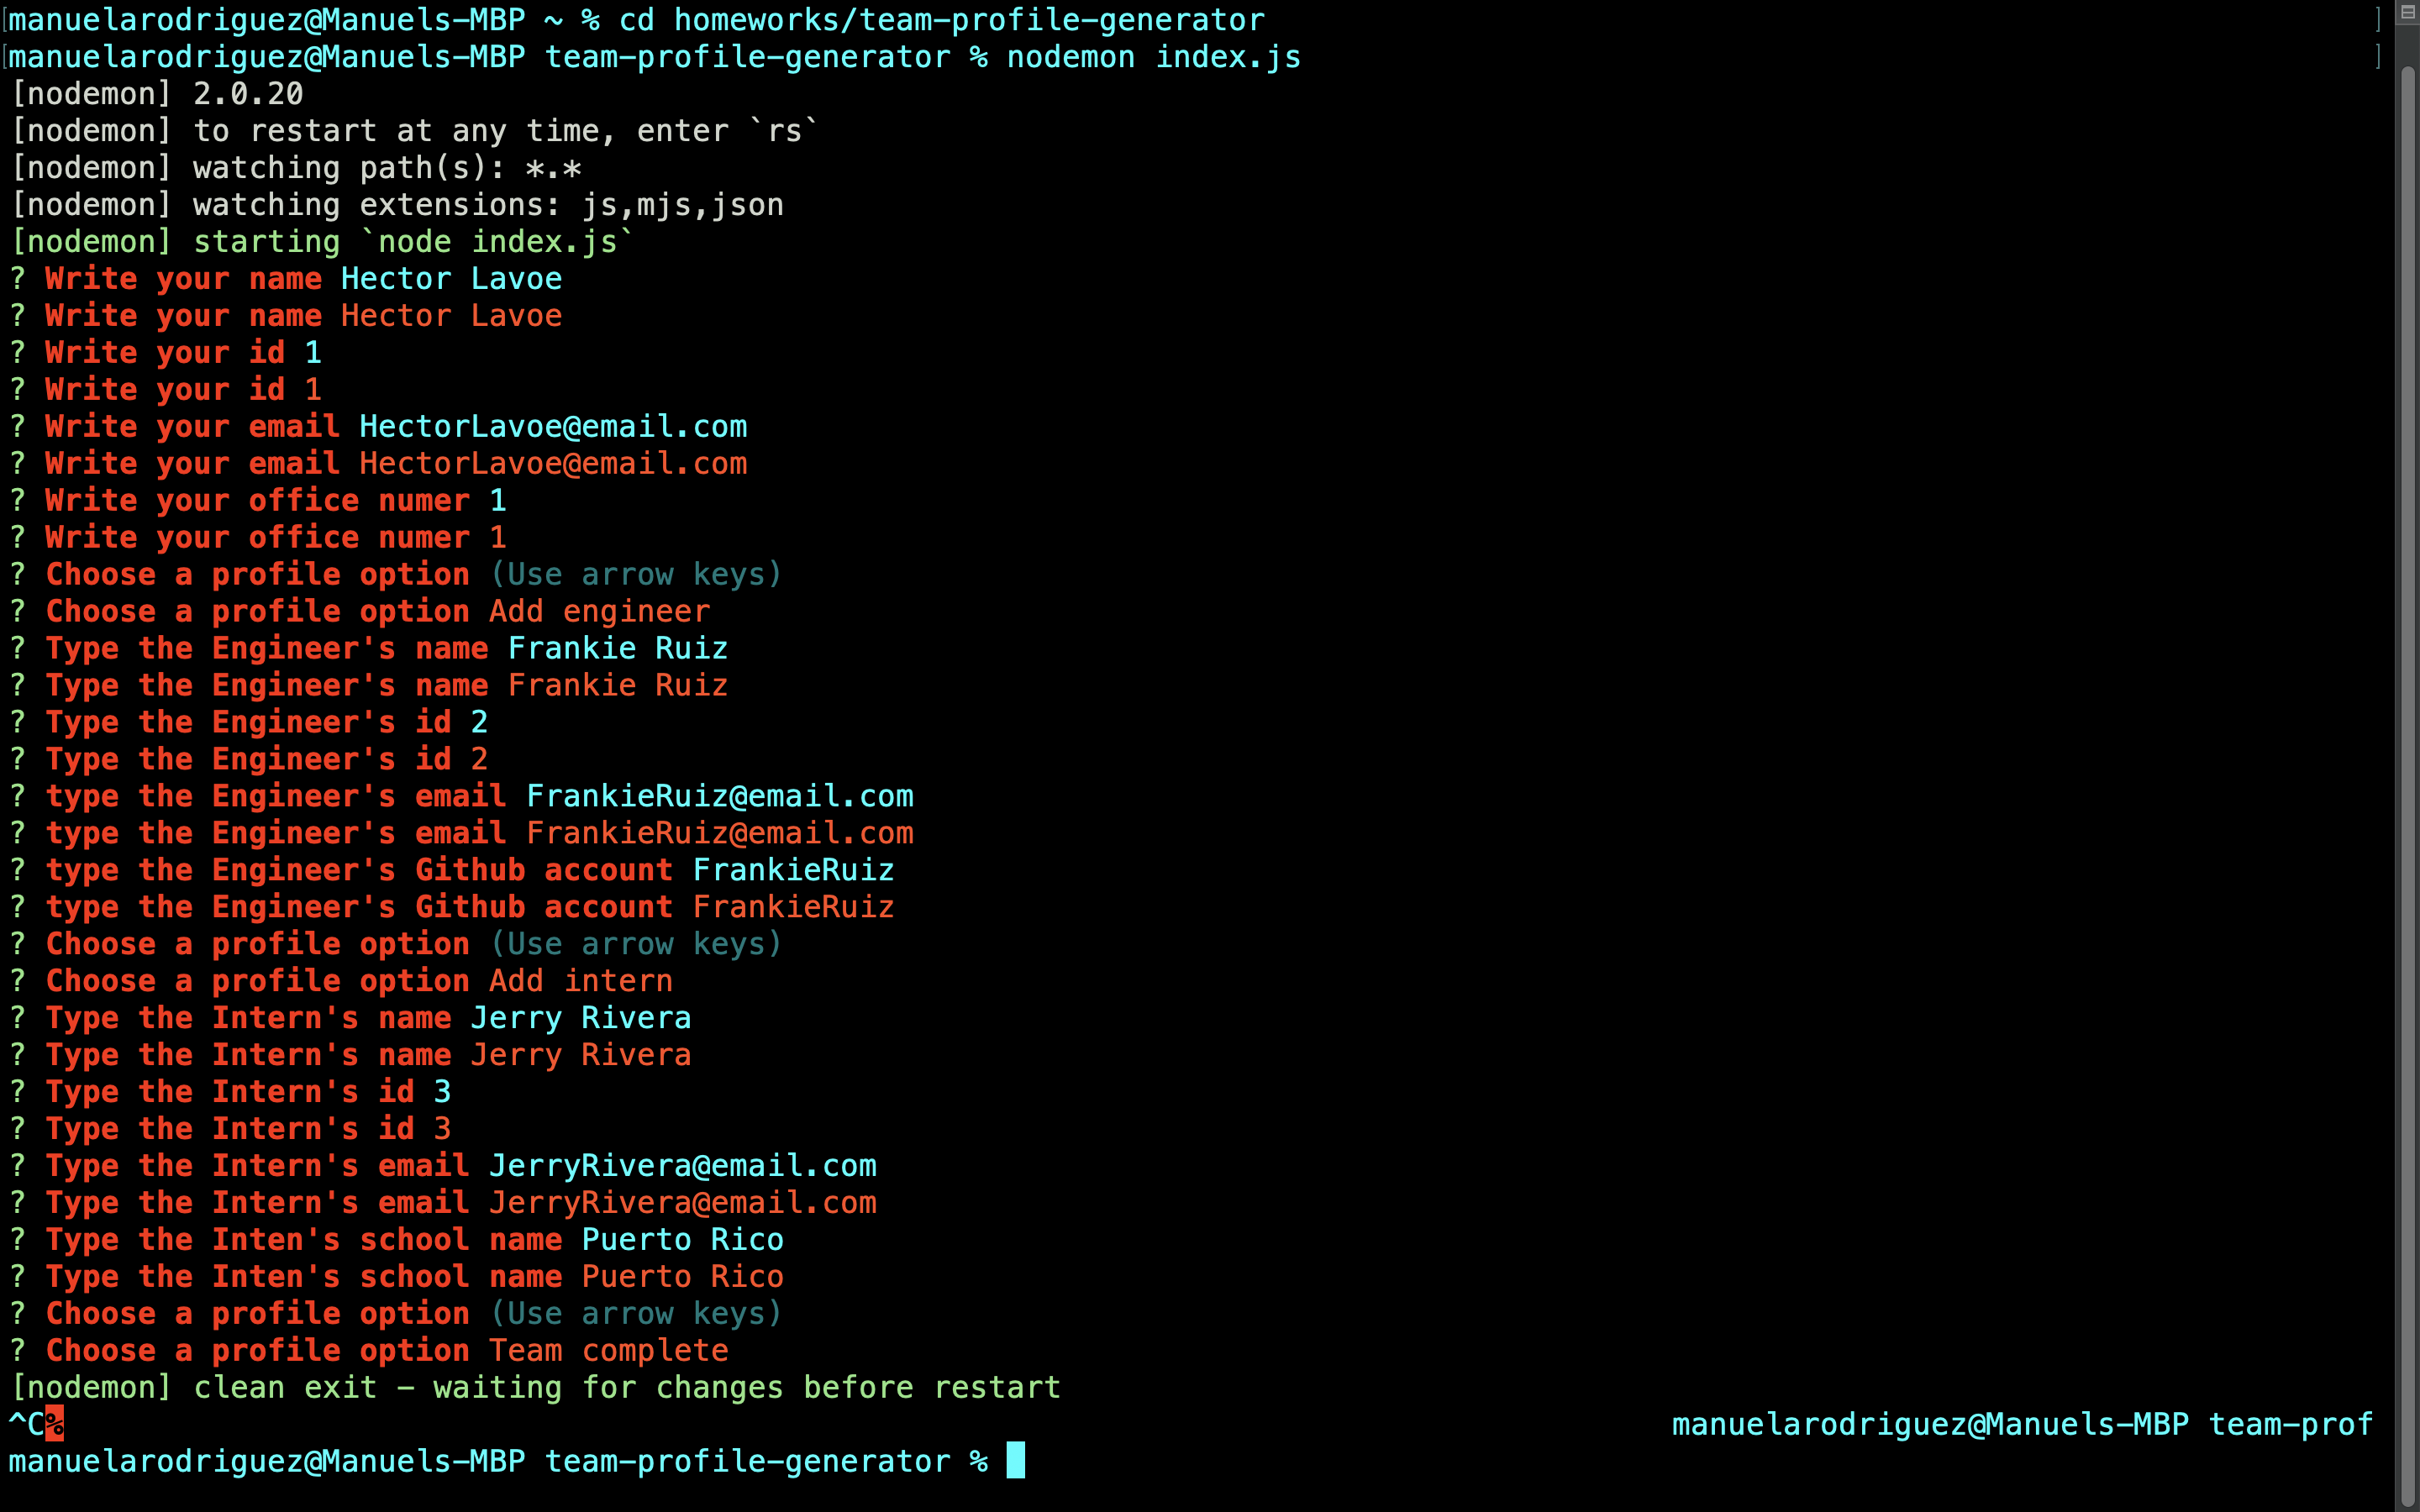 [manuelarodriguez@Manuels-MBP ~ % cd homeworks/team-profile-generator ]
[manuelarodriguez@Manuels-MBP team-profile-generator % nodemon index.js ]
[nodemon] 2.0.20
[nodemon] to restart at any time, enter `rs`
[nodemon] watching path(s): *.*
[nodemon] watching extensions: js,mjs,json
[nodemon] starting `node index.js`
? Write your name Hector Lavoe
? Write your name Hector Lavoe
? Write your id 1
? Write your id 1
? Write your email HectorLavoe@email.com
? Write your email HectorLavoe@email.com
? Write your office numer 1
? Write your office numer 1
? Choose a profile option (Use arrow keys)
? Choose a profile option Add engineer
? Type the Engineer's name Frankie Ruiz
? Type the Engineer's name Frankie Ruiz
? Type the Engineer's id 2
? Type the Engineer's id 2
? type the Engineer's email FrankieRuiz@email.com
? type the Engineer's email FrankieRuiz@email.com
? type the Engineer's Github account FrankieRuiz
? type the Engineer's Github account FrankieRuiz
? Choose a profile option (Use arrow keys)
? Choose a profile option Add intern
? Type the Intern's name Jerry Rivera
? Type the Intern's name Jerry Rivera
? Type the Intern's id 3
? Type the Intern's id 3
? Type the Intern's email JerryRivera@email.com
? Type the Intern's email JerryRivera@email.com
? Type the Inten's school name Puerto Rico
? Type the Inten's school name Puerto Rico
? Choose a profile option (Use arrow keys)
? Choose a profile option Team complete
[nodemon] clean exit - waiting for changes before restart
^C% manuelarodriguez@Manuels-MBP team-prof
manuelarodriguez@Manuels-MBP team-profile-generator %